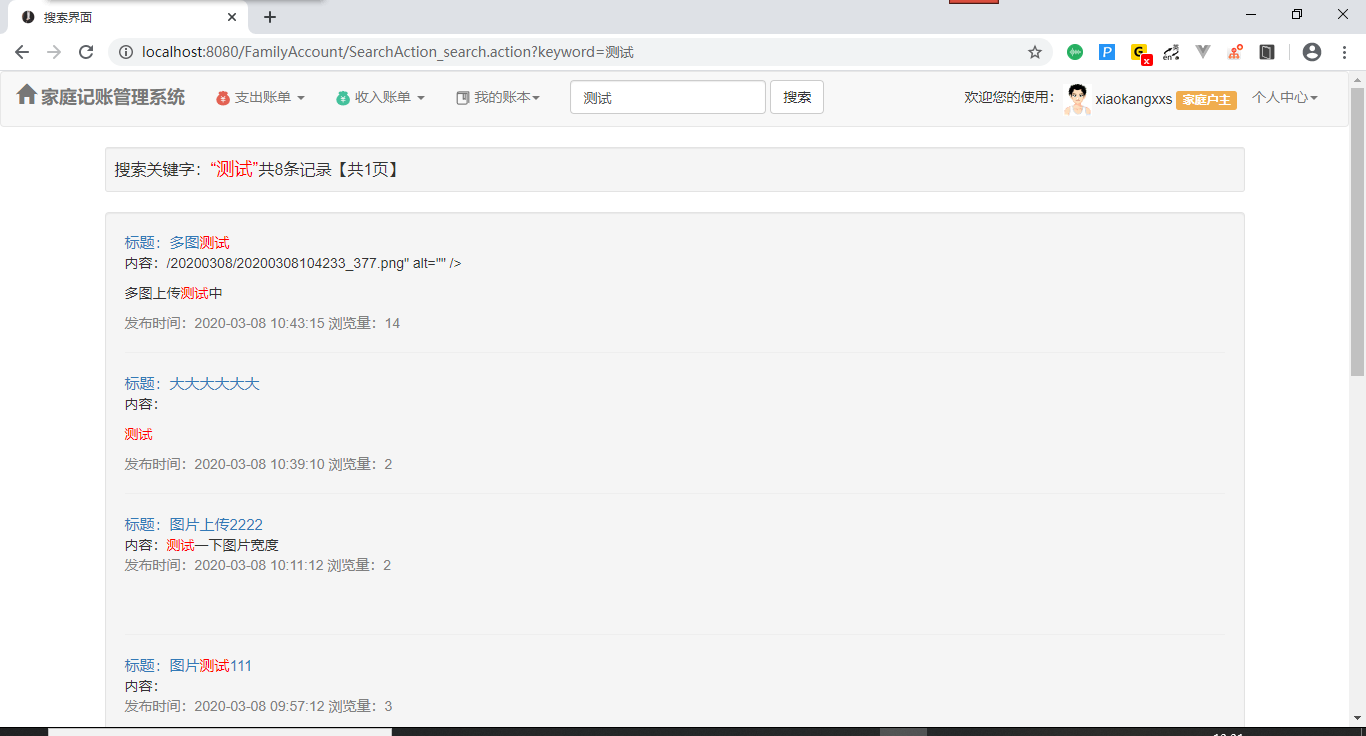 搜索界面
localhost:8080/FamilyAccount/SearchAction_search.action?keyword=测试
家庭记账管理系统 支出账单 收入账单 我的账本 测试 搜索 欢迎您的使用: xiaokangxxs 家庭户主 个人中心
搜索关键字：“测试”共8条记录【共1页】
标题：多图测试
内容：/20200308/20200308104233_377.png" alt="" />
多图上传测试中
发布时间：2020-03-08 10:43:15 浏览量：14
标题：大大大大大大
内容：
测试
发布时间：2020-03-08 10:39:10 浏览量：2
标题：图片上传2222
内容：测试一下图片宽度
发布时间：2020-03-08 10:11:12 浏览量：2
标题：图片测试111
内容：
发布时间：2020-03-08 09:57:12 浏览量：3